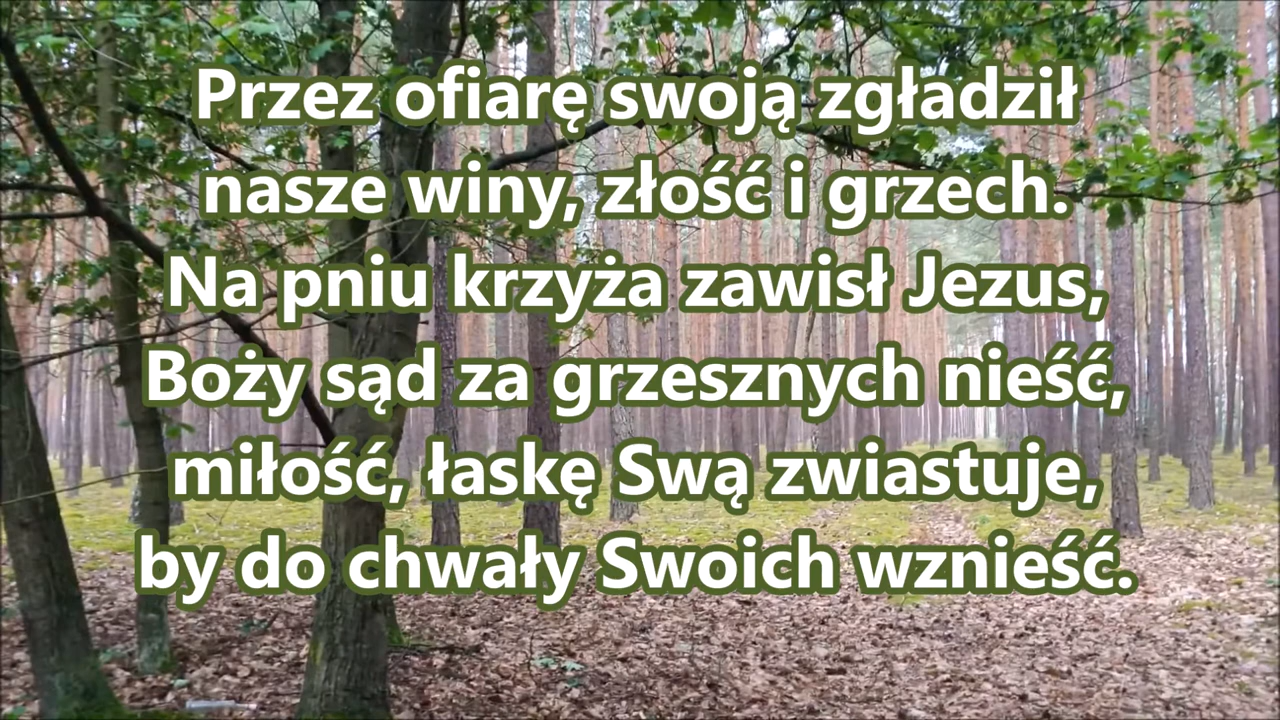 Przez ofiarę swoją zgładził
nasze winy, złość i grzech.
Na pniu krzyża zawisł Jezus,
Boży sąd za grzesznych nieść,
miłość, łaskę Swą zwiastuje,
by do chwały Swoich wznieść.